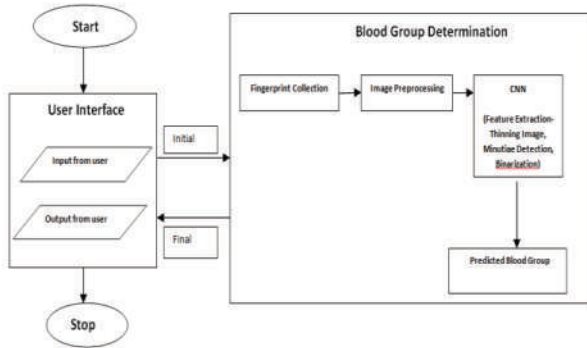 Start
User Interface
Input from user
Output from user
Stop
Initial
Final
Blood Group Determination
Fingerprint Collection
Image Preprocessing
CNN
(Feature Extraction-
Thinning Image,
Minutiae Detection,
Binarization)
Predicted Blood Group